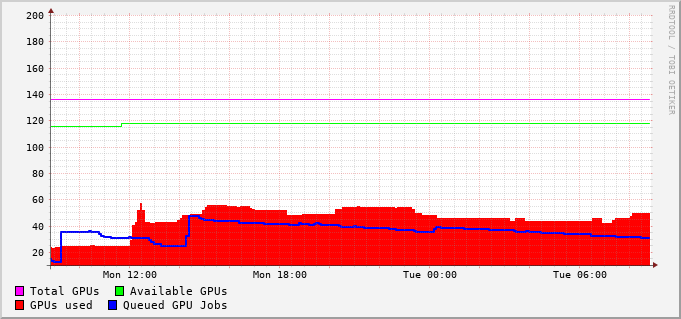 200
180
160
140
120
100
80
60
40
20
Mon 12:00 Mon 18:00 Tue 00:00 Tue 06:00
Total GPUs Available GPUs
GPUs used Queued GPU Jobs
RRDTOOL / TOBI OETIKER